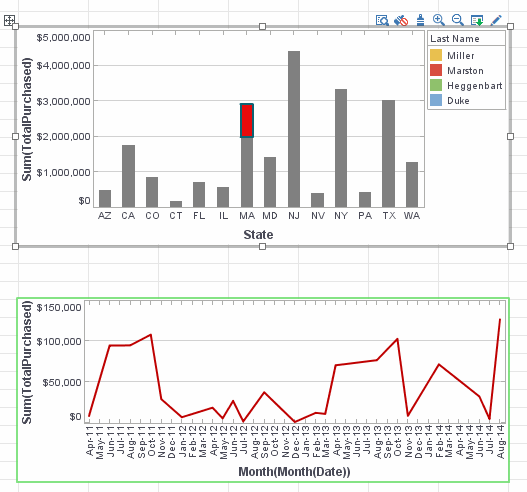 $5,000,000
$4,000,000
$3,000,000
$2,000,000
$1,000,000
$0
Sum(TotalPurchased)
AZ CA CO CT FL IL MA MD NJ NV NY PA TX WA
State
Last Name
Miller
Marston
Heggenbart
Duke
$150,000
$100,000
$50,000
$0
Sum(TotalPurchased)
Apr-11 May-11 Jun-11 Jul-11 Aug-11 Oct-11 Nov-11 Dec-11 Jan-12 Feb-12 Mar-12 Apr-12 May-12 Jun-12 Jul-12 Aug-12 Sep-12 Oct-12 Nov-12 Dec-12 Jan-13 Feb-13 Mar-13 Apr-13 May-13 Jun-13 Jul-13 Aug-13 Sep-13 Oct-13 Nov-13 Dec-13 Jan-14 Feb-14 Mar-14 Apr-14 May-14 Jun-14 Jul-14 Aug-14
Month(Month(Date))